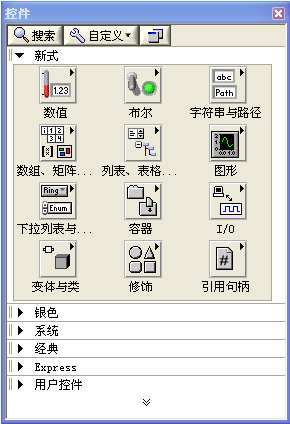 控件
搜索 自定义
新式
1.23 abc Path
数值 布尔 字符串与路径
数组、矩阵... 列表、表格... 图形
Ring Enum
下拉列表与... 容器 I/O
变体与类 修饰 引用句柄
银色
系统
经典
Express
用户控件